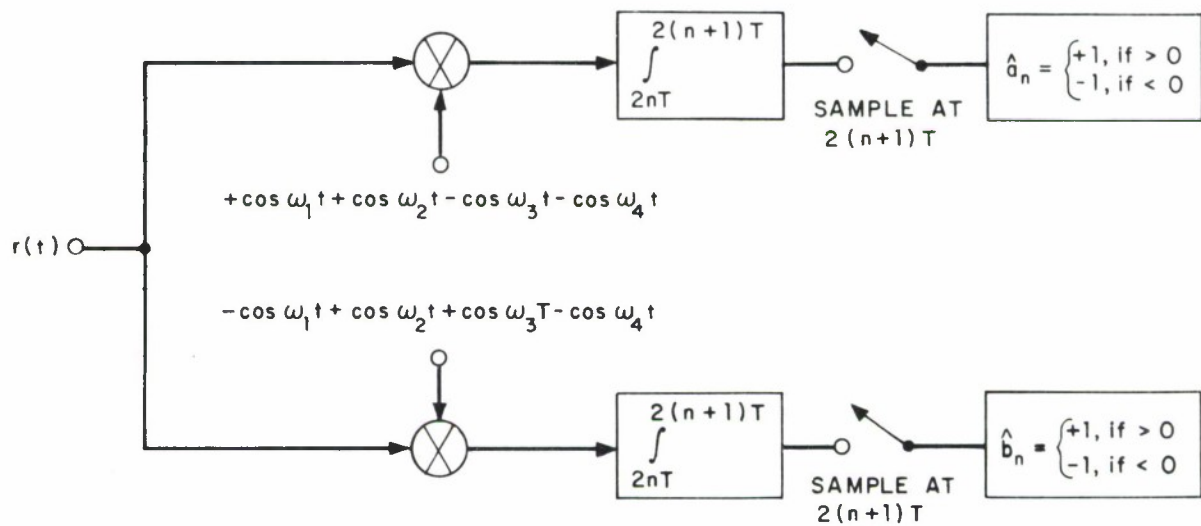 2(n+1)T
∫
2nT
SAMPLE AT
2(n+1)T
â_n = { +1, if > 0
-1, if < 0
+cos ω_1 t + cos ω_2 t - cos ω_3 t - cos ω_4 t
r(t)
-cos ω_1 t + cos ω_2 t + cos ω_3 T - cos ω_4 t
2(n+1)T
∫
2nT
SAMPLE AT
2(n+1)T
b̂_n = { +1, if > 0
-1, if < 0